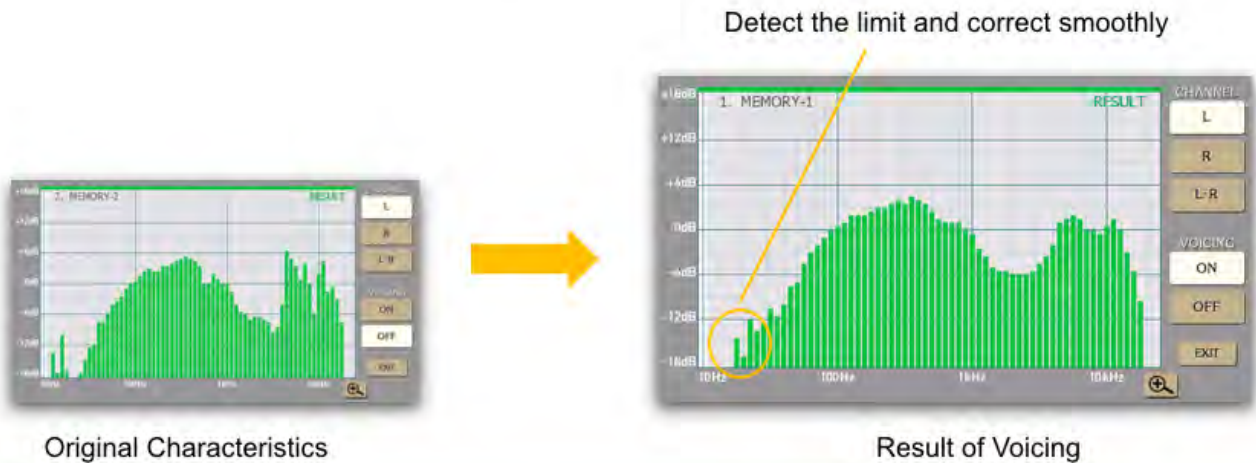 Detect the limit and correct smoothly
+18dB
1. MEMORY-1
RESULT
CHANNEL
L
+12dB
R
+6dB
L-R
0dB
VOICING
ON
-6dB
OFF
-12dB
EXIT
-18dB
10Hz
100Hz
1kHz
10kHz
2. MEMORY-2
RESULT
L
R
L-R
ON
OFF
EXIT
Original Characteristics
Result of Voicing